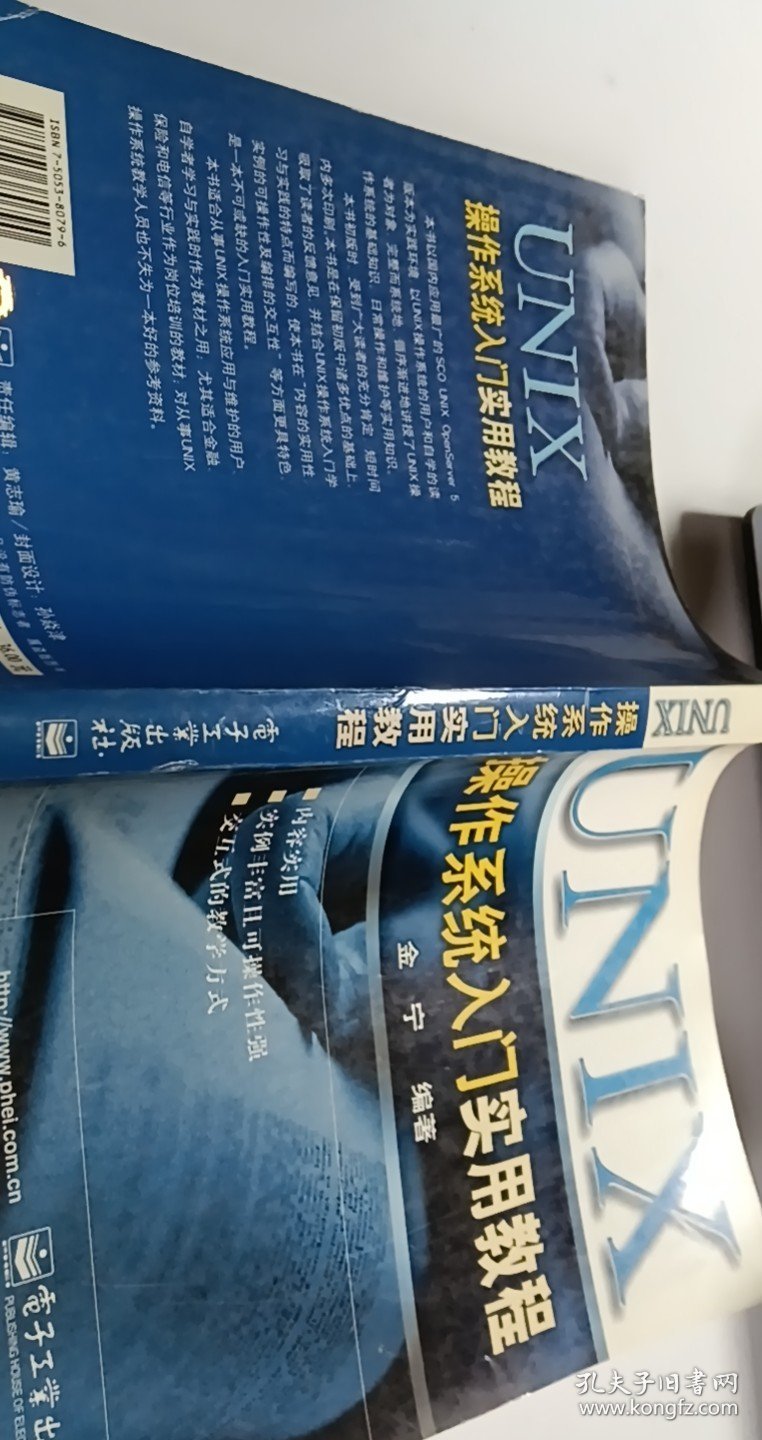 UNIX
操作系统入门实用教程
本书以国内应用最广的SCO UNIX OpenServer 5
版本为实践环境，以UNIX操作系统的用户和自学的读
者为对象，完整而系统地、循序渐进地讲授了UNIX操
作系统的基础知识、日常操作和维护等实用知识。
本书初版时，受到广大读者的充分肯定，短时间
内多次印刷。本书是在保留初版中诸多优点的基础上，
吸取了读者的反馈意见，并结合UNIX操作系统入门学
习与实践的特点而编写的，使本书在“内容的实用性、
实例的可操作性及编排的交互性”等方面更具特色，
是一本不可或缺的入门实用教程。
本书适合从事UNIX操作系统应用与维护的用户、
自学者学习与实践的作为教材之用，尤其适合金融、
保险和电信等行业作为岗位培训的教材；对从事UNIX
操作系统教学人员也不失为一本好的参考资料。
ISBN 7-5053-8079-6
责任编辑：黄志瑜/封面设计：孙焱津
UNIX
操作系统入门实用教程
電子工業出版社
UNIX
操作系统入门实用教程
金宁 编著
内容实用
实例丰富且可操作性强
交互式的教学方式
http://www.phei.com.cn
電子工業出
PUBLISHING HOUSE OF ELEC
孔夫子旧书网
www.kongfz.com